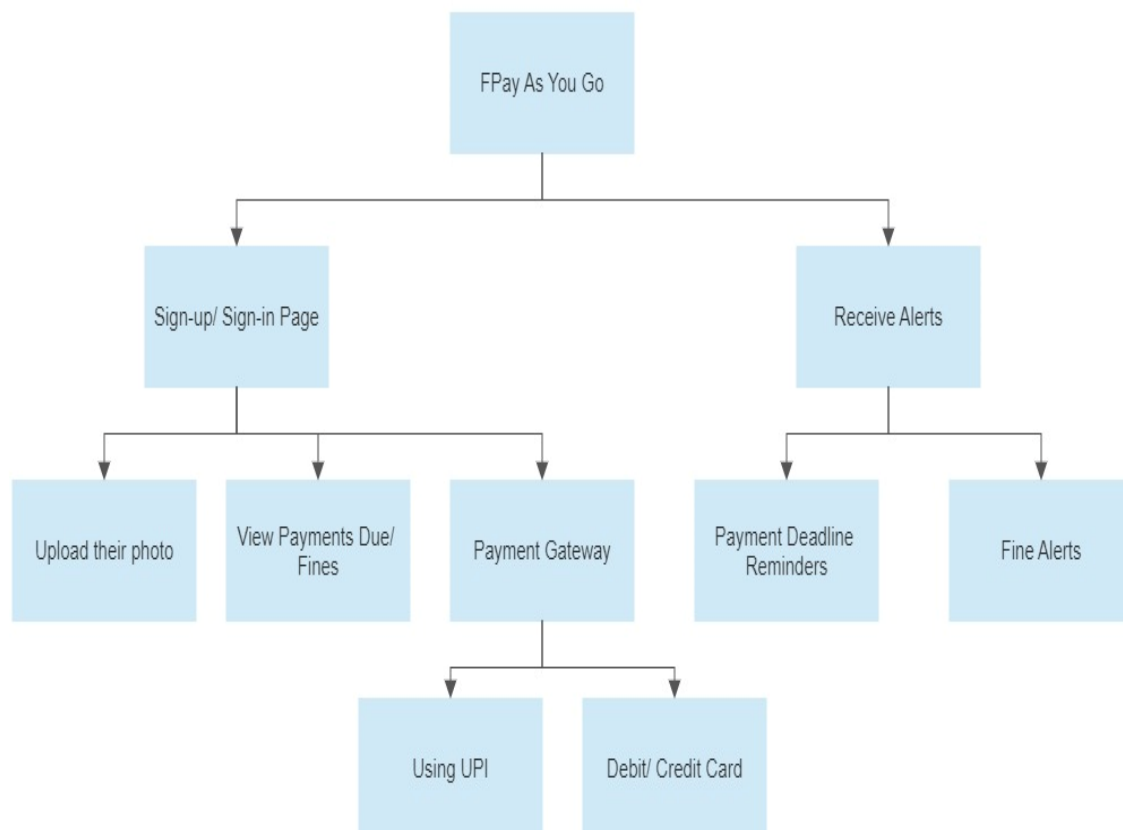 FPay As You Go
Sign-up/ Sign-in Page
Receive Alerts
Upload their photo
View Payments Due/
Fines
Payment Gateway
Payment Deadline
Reminders
Fine Alerts
Using UPI
Debit/ Credit Card